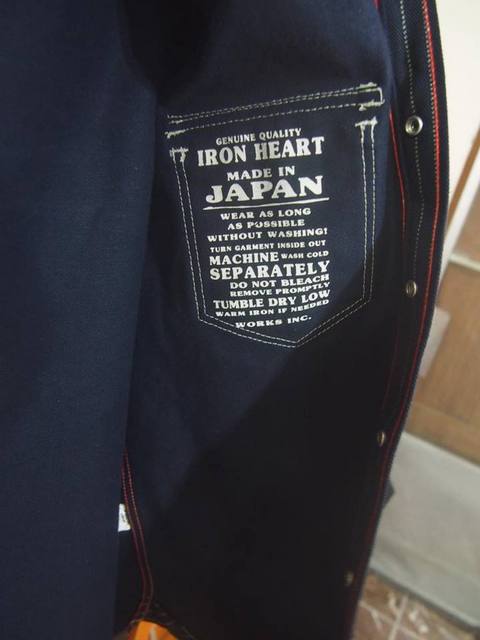 GENUINE QUALITY
IRON HEART
MADE IN
JAPAN
WEAR AS LONG
AS POSSIBLE
WITHOUT WASHING!
TURN GARMENT INSIDE OUT
MACHINE WASH COLD
SEPARATELY
DO NOT BLEACH
REMOVE PROMPTLY
TUMBLE DRY LOW
WARM IRON IF NEEDED
WORKS INC.